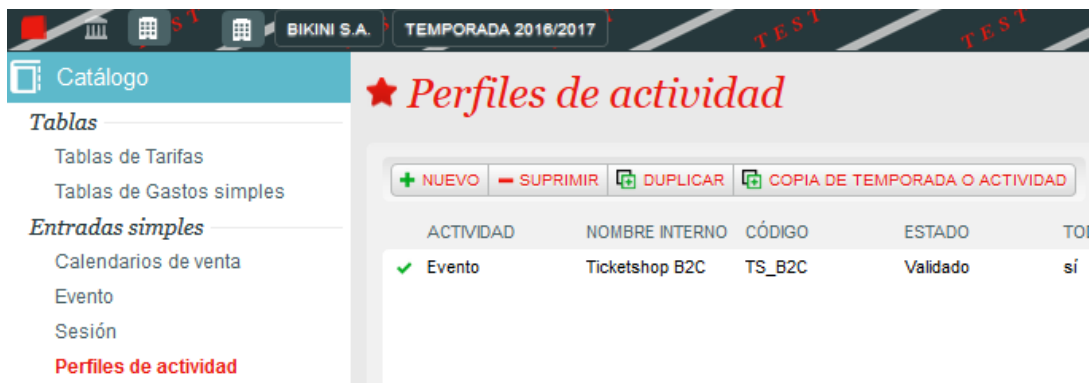 BIKINI S.A. TEMPORADA 2016/2017 TEST TEST
Catálogo
Perfiles de actividad
Tablas
Tablas de Tarifas
Tablas de Gastos simples
Entradas simples
Calendarios de venta
Evento
Sesión
Perfiles de actividad
NUEVO SUPRIMIR DUPLICAR COPIA DE TEMPORADA O ACTIVIDAD
ACTIVIDAD NOMBRE INTERNO CÓDIGO ESTADO
Evento Ticketshop B2C TS_B2C Validado sí